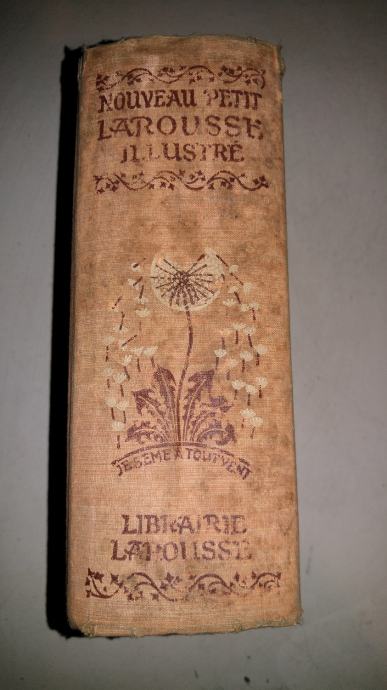 NOUVEAU PETIT
LAROUSSE
ILLUSTRÉ
JE SÈME À TOUT VENT
LIBRAIRIE
LAROUSSE